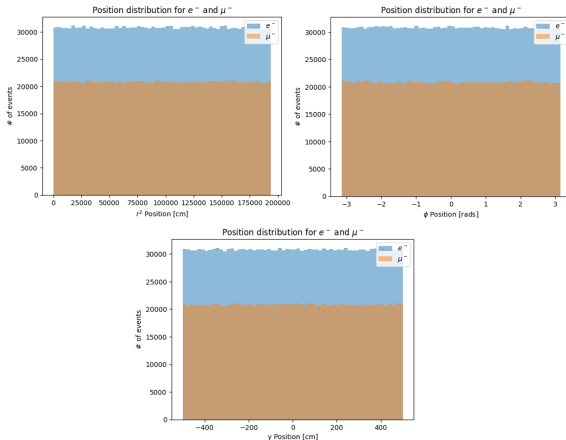 Position distribution for e⁻ and μ⁻
# of events
30000
25000
20000
15000
10000
5000
0
e⁻
μ⁻
0 25000 50000 75000 100000 125000 150000 175000 200000
r² Position [cm]
Position distribution for e⁻ and μ⁻
# of events
30000
25000
20000
15000
10000
5000
0
e⁻
μ⁻
−3 −2 −1 0 1 2 3
ϕ Position [rads]
Position distribution for e⁻ and μ⁻
# of events
30000
25000
20000
15000
10000
5000
0
e⁻
μ⁻
−400 −200 0 200 400
y Position [cm]